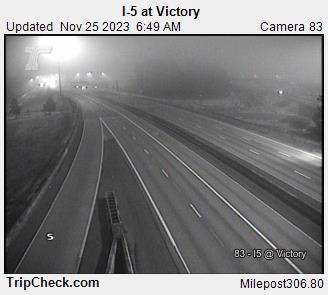 I-5 at Victory
Updated Nov 25 2023 6:49 AM Camera 83
S
83 - I5 @ Victory
TripCheck.com Milepost306.80